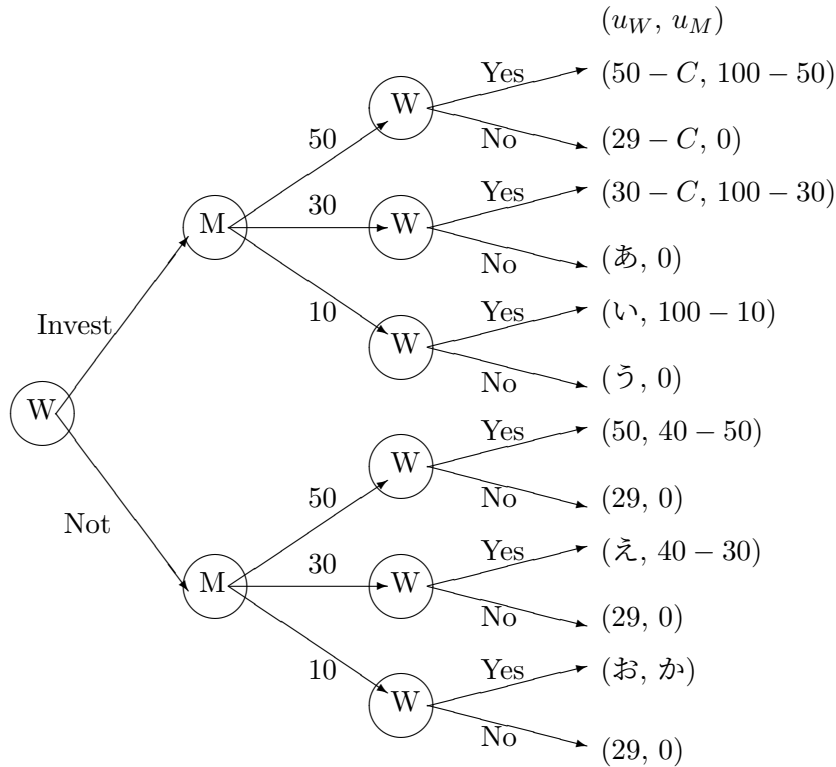 (u_W, u_M)
Yes
(50 − C, 100 − 50)
W
50
No
(29 − C, 0)
Yes
(30 − C, 100 − 30)
M
30
W
No
(あ, 0)
10
Yes
(い, 100 − 10)
Invest
W
No
(う, 0)
W
Yes
(50, 40 − 50)
W
Not
50
No
(29, 0)
Yes
(え, 40 − 30)
M
30
W
No
(29, 0)
10
Yes
(お, か)
W
No
(29, 0)